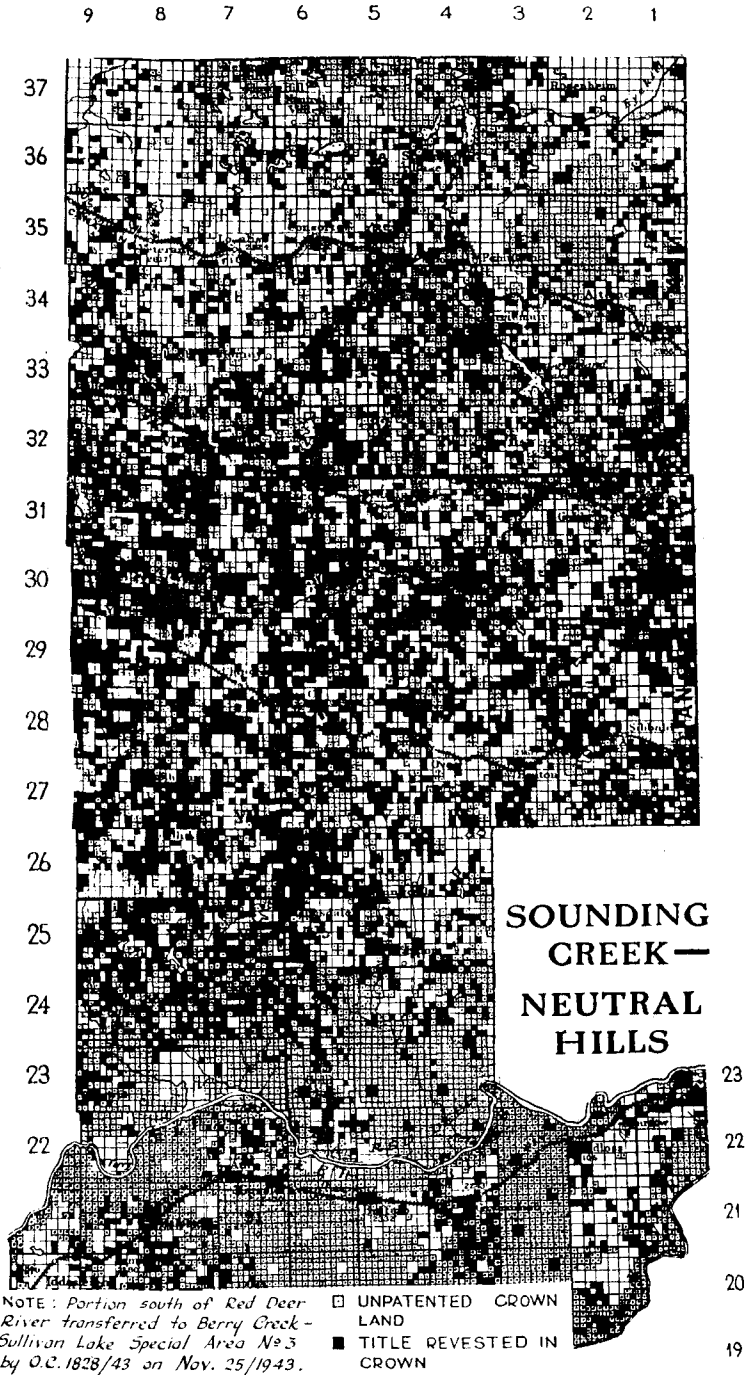 9 8 7 6 5 4 3 2 1
37
36
35
34
33
32
31
30
29
28
27
26
25
24
23
22
SOUNDING
CREEK—
NEUTRAL
HILLS
23
22
21
20
19
NOTE: Portion south of Red Deer
River transferred to Berry Creek-
Sullivan Lake Special Area Nº 3
by O.C. 1828/43 on Nov. 25/1943.
UNPATENTED CROWN
LAND
TITLE REVESTED IN
CROWN